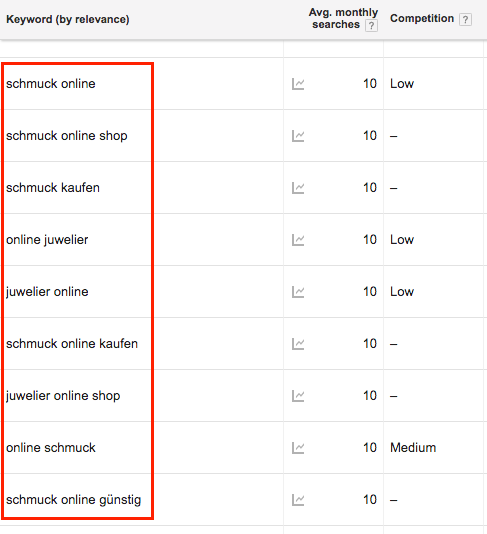 Keyword (by relevance) Avg. monthly searches ? Competition ?
schmuck online 10 Low
schmuck online shop 10 –
schmuck kaufen 10 –
online juwelier 10 Low
juwelier online 10 Low
schmuck online kaufen 10 –
juwelier online shop 10 –
online schmuck 10 Medium
schmuck online günstig 10 –